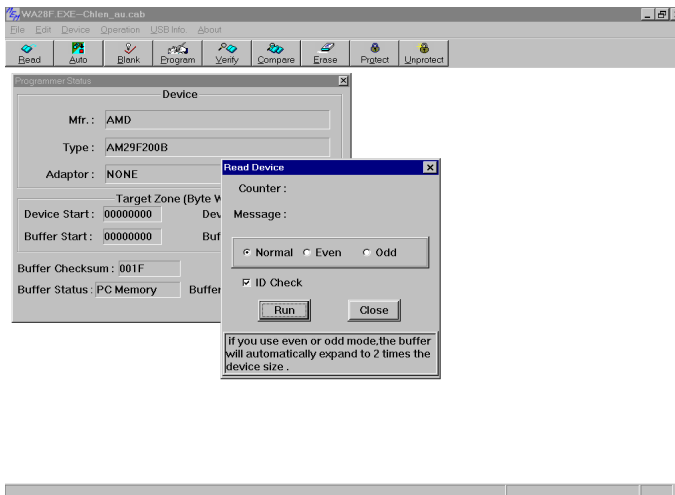 WA28F.EXE--Chlen_au.cnb
File Edit Device Operation USB Info. About
Read Auto Blank Program Verify Compare Erase Protect Unprotect
Programmer Status
Device
Mfr. : AMD
Type : AM29F200B
Adaptor : NONE
Target Zone (Byte W
Device Start : 00000000 Dev
Buffer Start : 00000000 Buf
Buffer Checksum : 001F
Buffer Status : PC Memory Buffer
Read Device
Counter :
Message :
Normal Even Odd
ID Check
Run Close
if you use even or odd mode,the buffer
will automatically expand to 2 times the
device size .